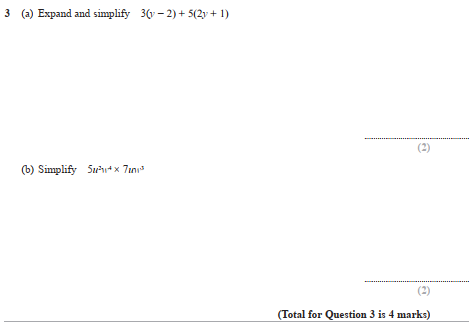 3 (a) Expand and simplify 3(y – 2) + 5(2y + 1)
(2)
(b) Simplify 5u²w⁴ × 7uw³
(2)
(Total for Question 3 is 4 marks)